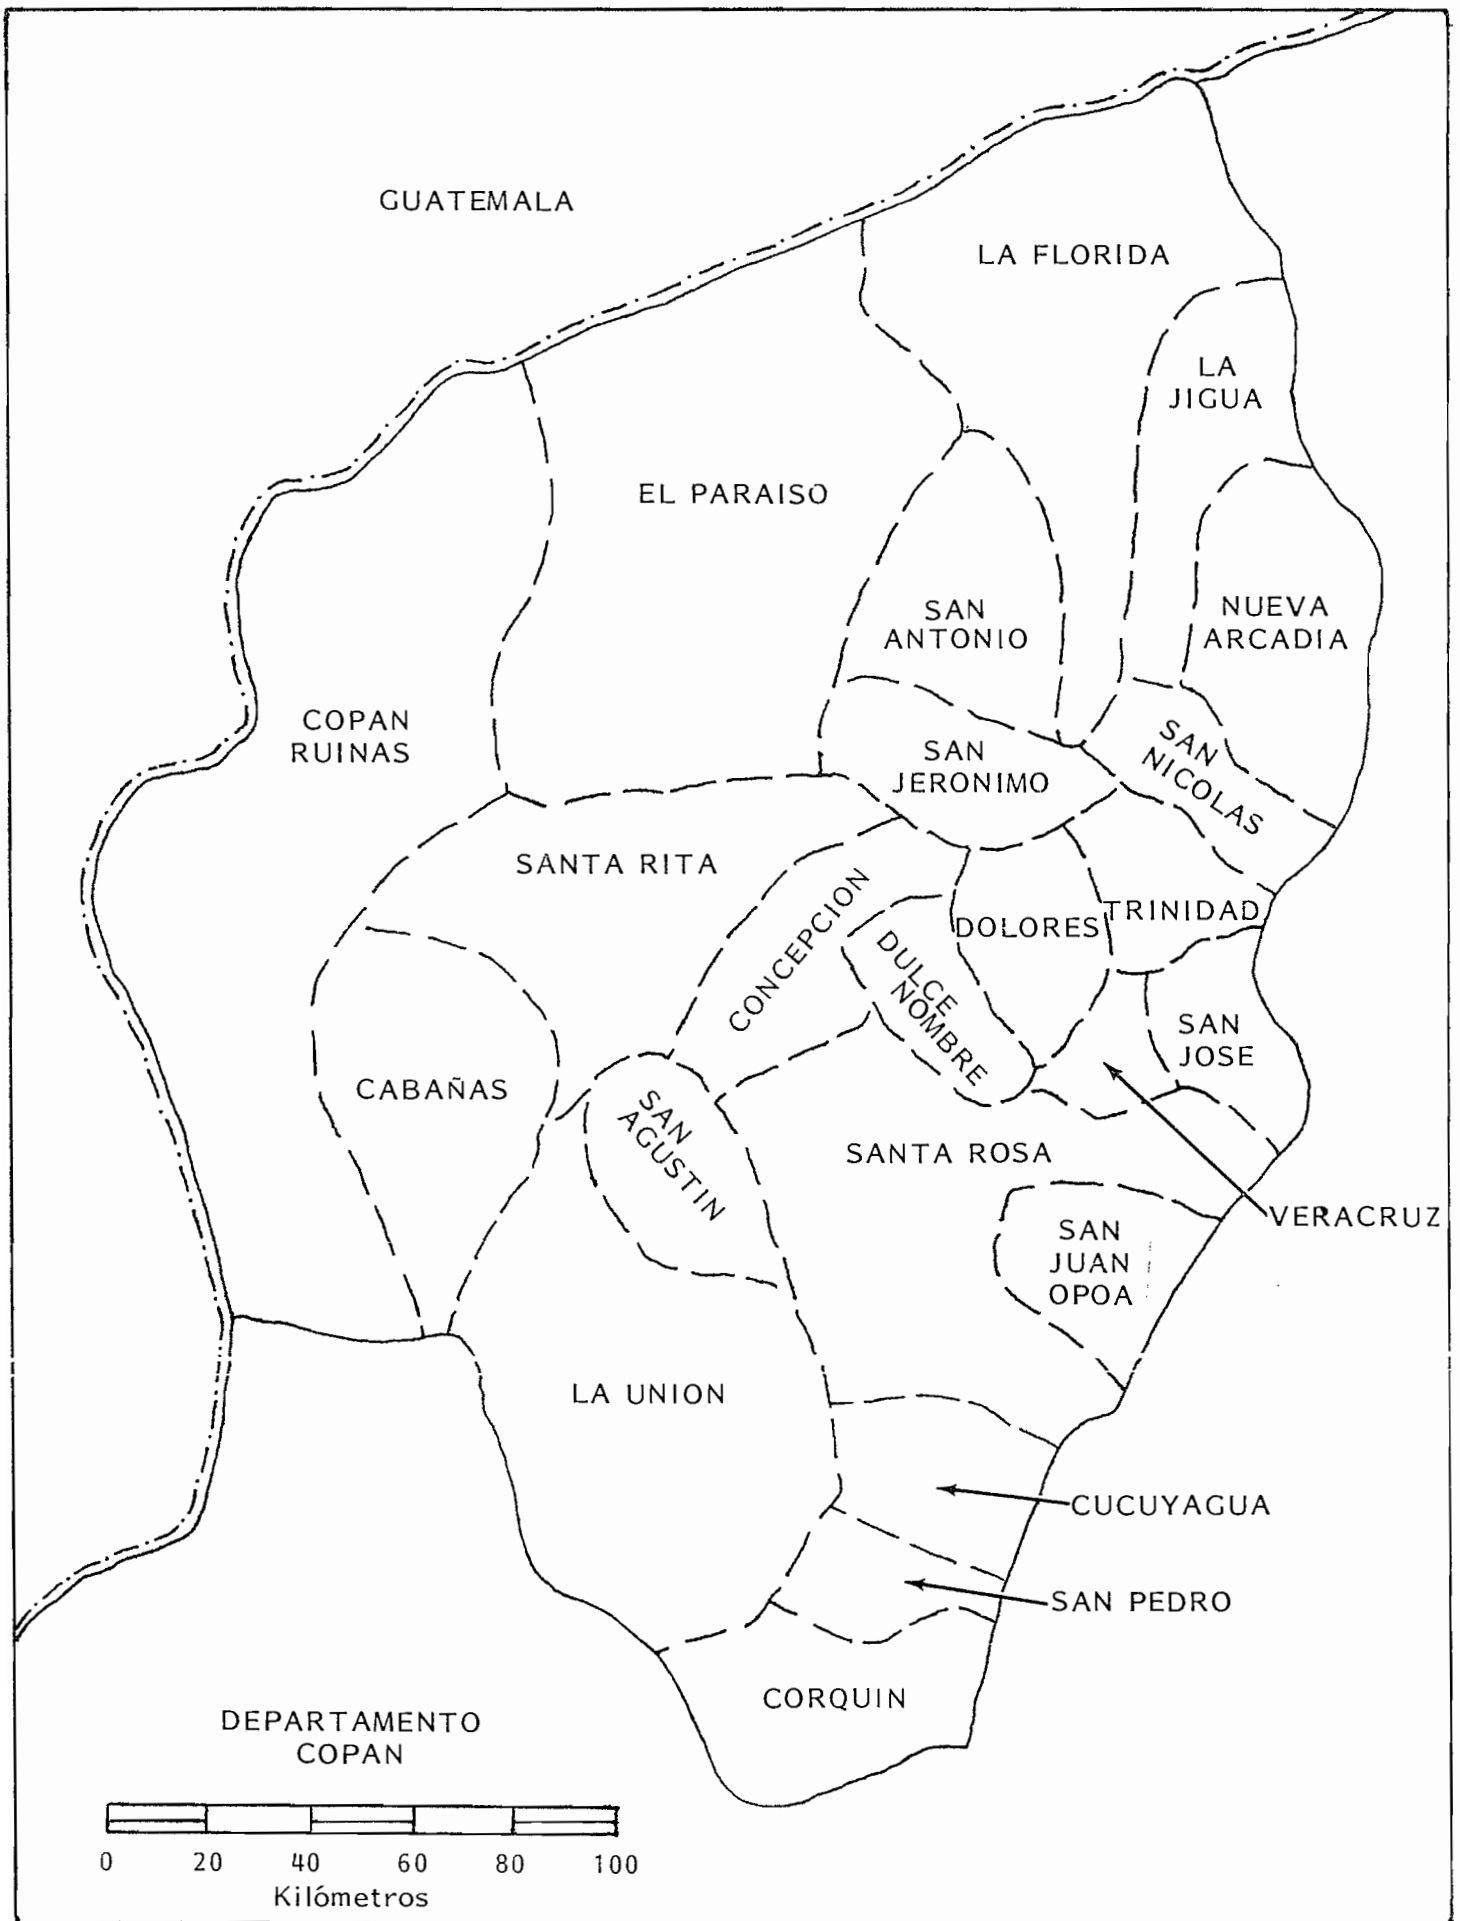 GUATEMALA
LA FLORIDA
LA
JIGUA
EL PARAISO
SAN
ANTONIO
NUEVA
ARCADIA
COPAN
RUINAS
SAN
JERONIMO
SAN
NICOLAS
SANTA RITA
CONCEPCION
DULCE
NOMBRE
DOLORES
TRINIDAD
SAN
JOSE
CABAÑAS
SAN
AGUSTIN
SANTA ROSA
VERACRUZ
SAN
JUAN
OPOA
LA UNION
CUCUYAGUA
SAN PEDRO
CORQUIN
DEPARTAMENTO
COPAN
0 20 40 60 80 100
Kilómetros